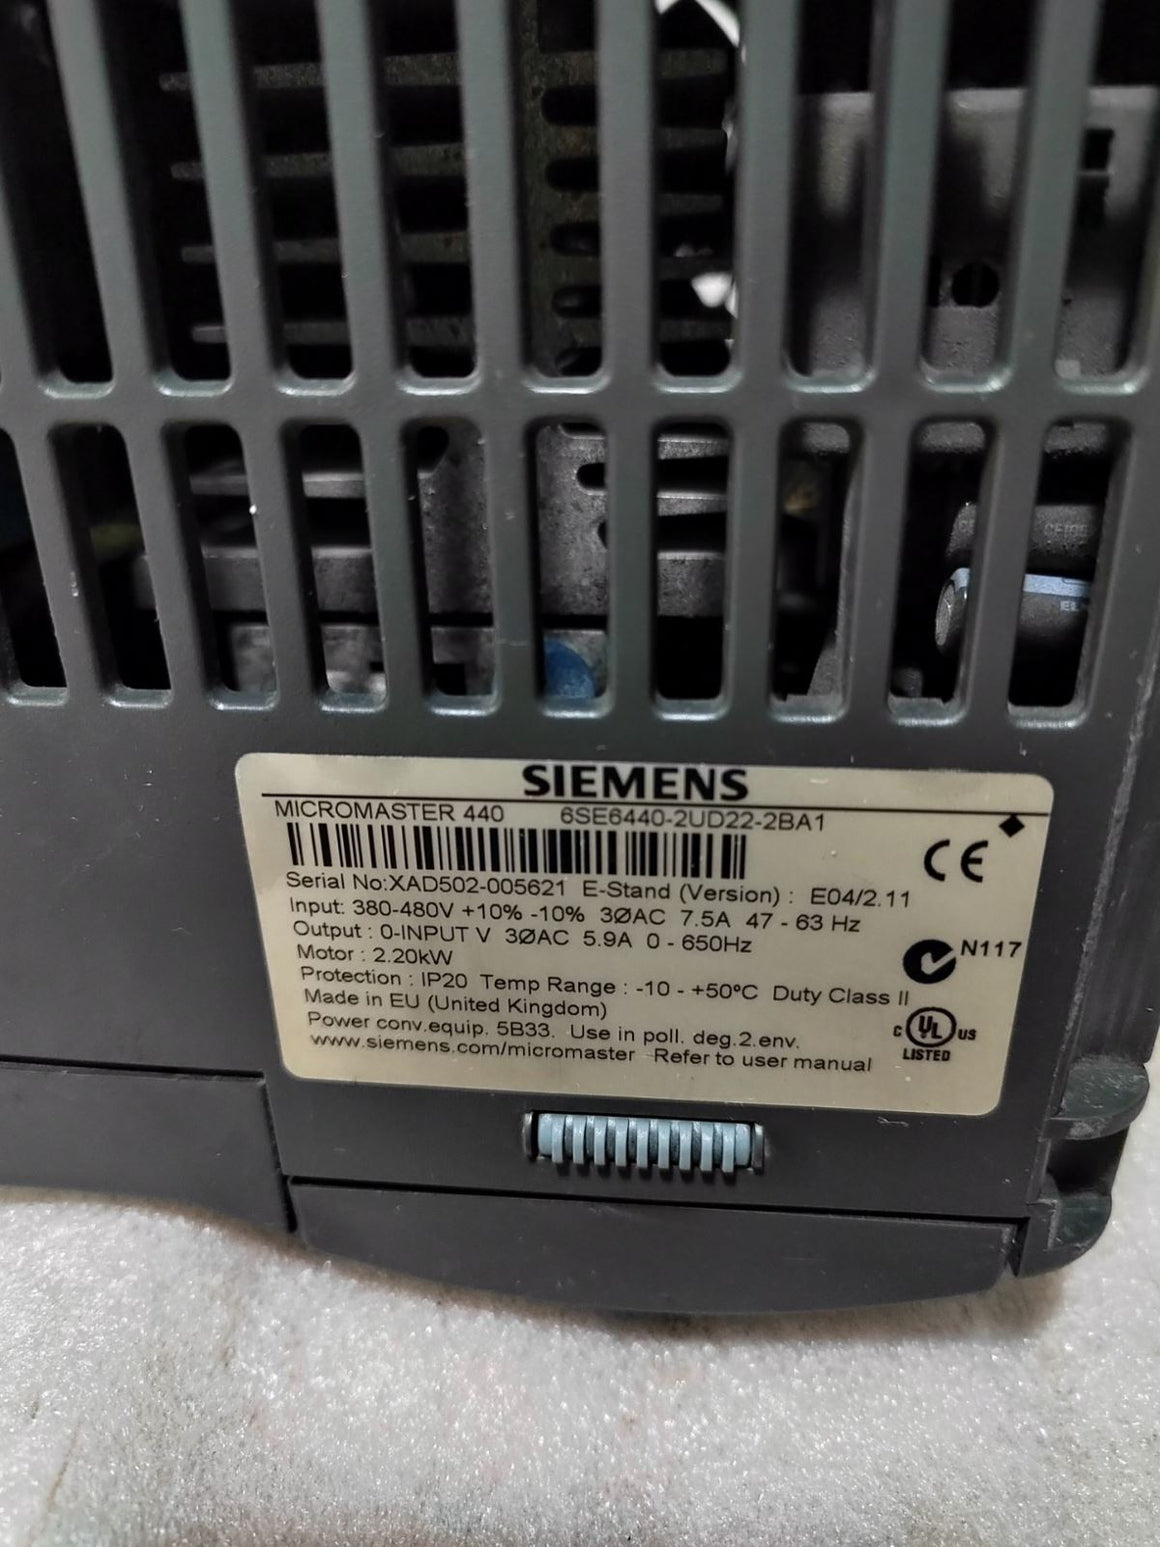 SIEMENS
MICROMASTER 440 6SE6440-2UD22-2BA1
CE
Serial No:XAD502-005621 E-Stand (Version) : E04/2.11
Input: 380-480V +10% -10% 3ØAC 7.5A 47 - 63 Hz
Output : 0-INPUT V 3ØAC 5.9A 0 - 650Hz
N117
Motor : 2.20kW
Protection : IP20 Temp Range : -10 - +50°C Duty Class II
Made in EU (United Kingdom)
Power conv.equip. 5B33. Use in poll. deg.2.env.
C UL US
LISTED
www.siemens.com/micromaster Refer to user manual